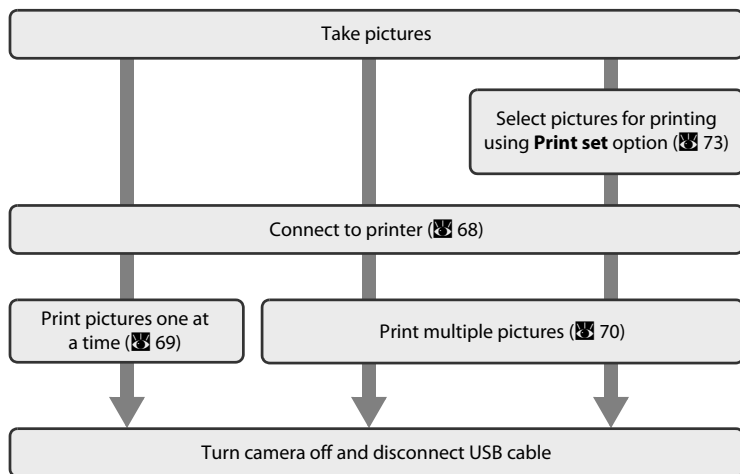 Take pictures
Select pictures for printing
using Print set option ( 73)
Connect to printer ( 68)
Print pictures one at
a time ( 69)
Print multiple pictures ( 70)
Turn camera off and disconnect USB cable